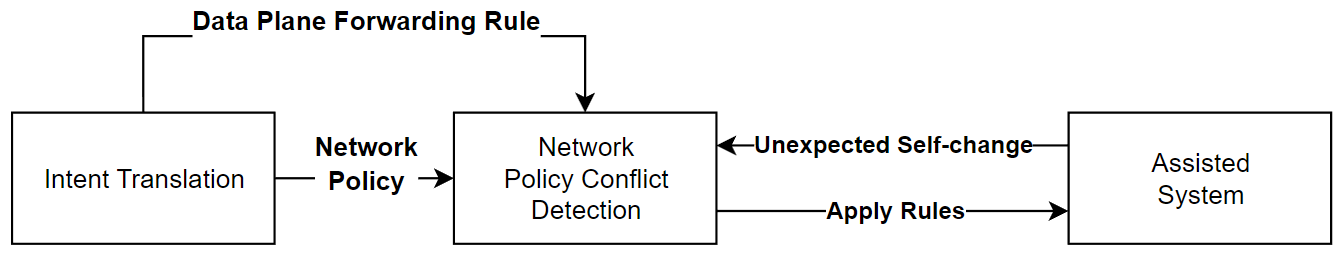 Data Plane Forwarding Rule
Intent Translation
Network
Policy
Network
Policy Conflict
Detection
Unexpected Self-change
Apply Rules
Assisted
System